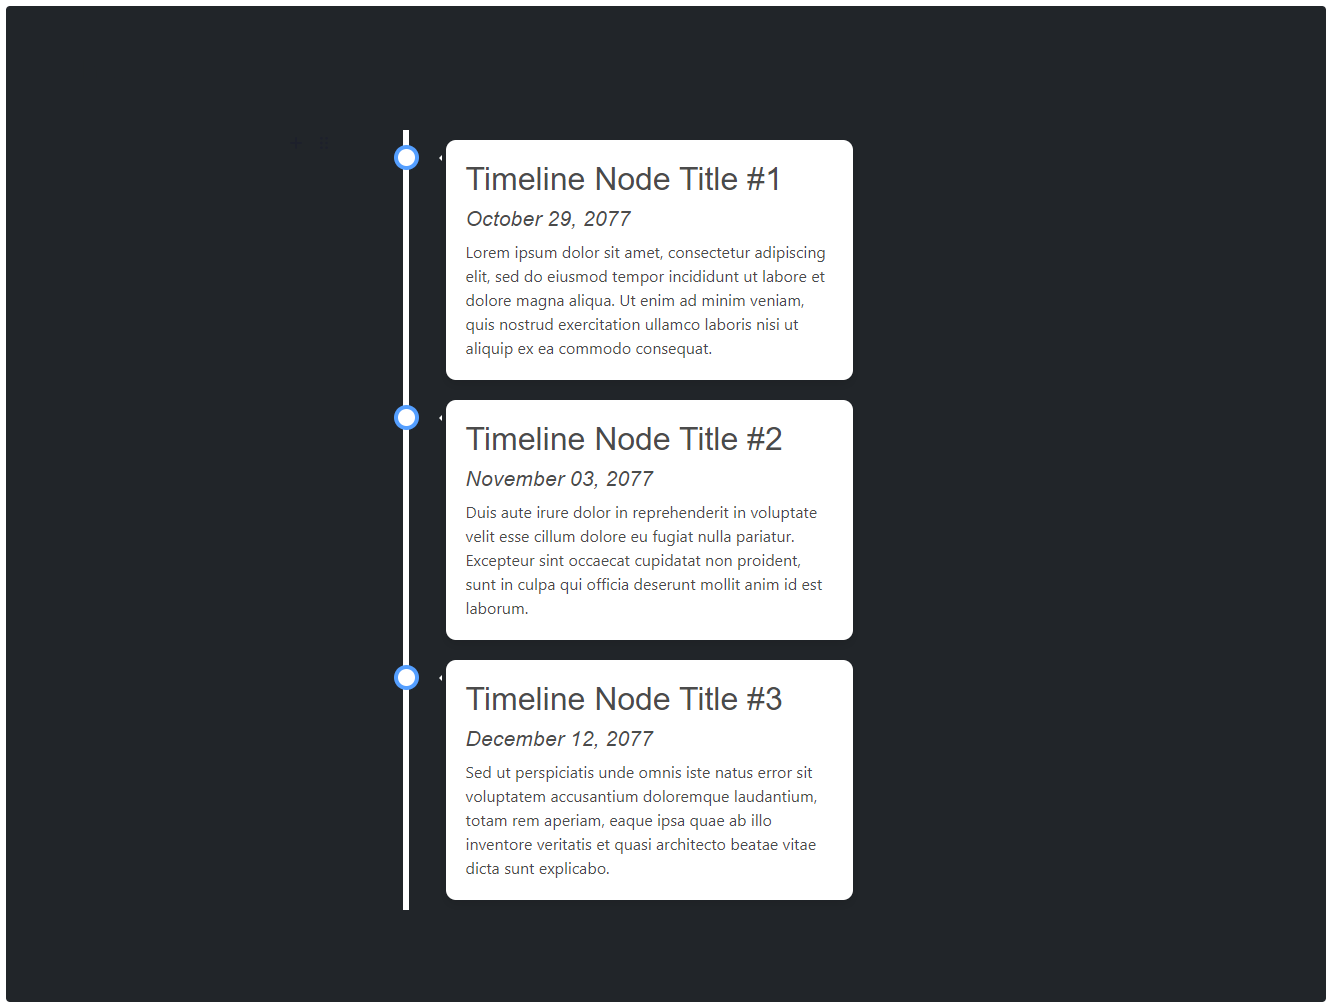 Timeline Node Title #1
October 29, 2077
Lorem ipsum dolor sit amet, consectetur adipiscing
elit, sed do eiusmod tempor incididunt ut labore et
dolore magna aliqua. Ut enim ad minim veniam,
quis nostrud exercitation ullamco laboris nisi ut
aliquip ex ea commodo consequat.
Timeline Node Title #2
November 03, 2077
Duis aute irure dolor in reprehenderit in voluptate
velit esse cillum dolore eu fugiat nulla pariatur.
Excepteur sint occaecat cupidatat non proident,
sunt in culpa qui officia deserunt mollit anim id est
laborum.
Timeline Node Title #3
December 12, 2077
Sed ut perspiciatis unde omnis iste natus error sit
voluptatem accusantium doloremque laudantium,
totam rem aperiam, eaque ipsa quae ab illo
inventore veritatis et quasi architecto beatae vitae
dicta sunt explicabo.